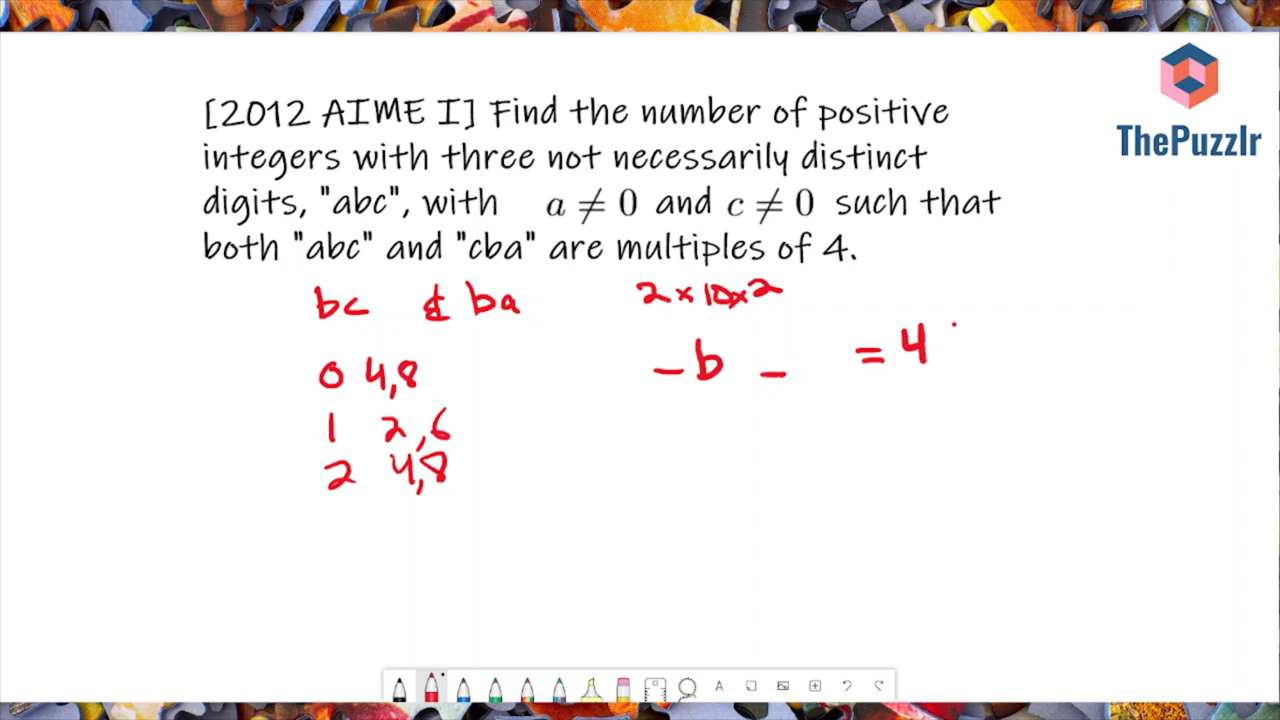 [2012 AIME I] Find the number of positive
integers with three not necessarily distinct
digits, "abc", with a ≠ 0 and c ≠ 0 such that
both "abc" and "cba" are multiples of 4.
ThePuzzlr
bc & ba
2 x 10 x 2
_ b _ = 4
0 4,8
1 2,6
2 4,8